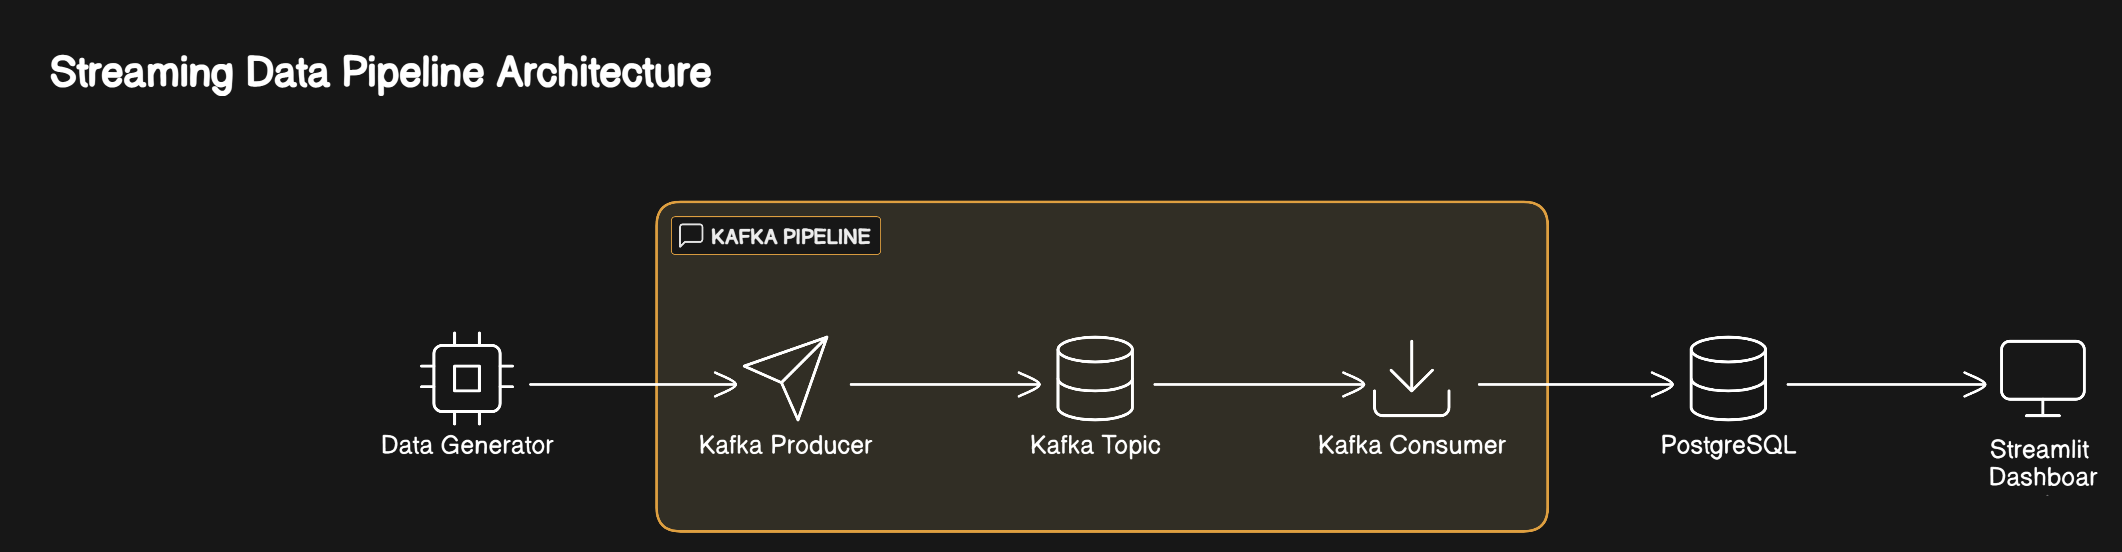 Streaming Data Pipeline Architecture
KAFKA PIPELINE
Data Generator
Kafka Producer
Kafka Topic
Kafka Consumer
PostgreSQL
Streamlit
Dashboar